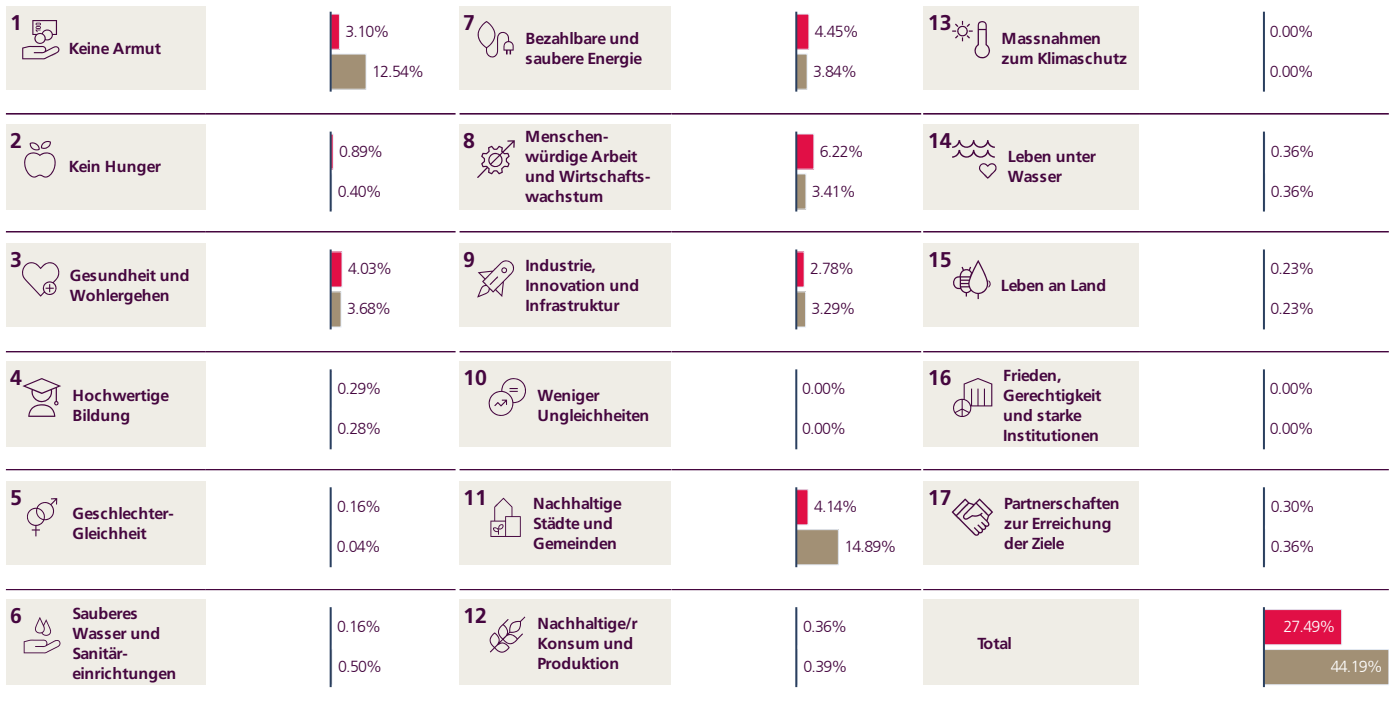 1
Keine Armut
3.10%
12.54%
2
Kein Hunger
0.89%
0.40%
3
Gesundheit und
Wohlergehen
4.03%
3.68%
4
Hochwertige
Bildung
0.29%
0.28%
5
Geschlechter-
Gleichheit
0.16%
0.04%
6
Sauberes
Wasser und
Sanitär-
einrichtungen
0.16%
0.50%
7
Bezahlbare und
saubere Energie
4.45%
3.84%
8
Menschen-
würdige Arbeit
und Wirtschafts-
wachstum
6.22%
3.41%
9
Industrie,
Innovation und
Infrastruktur
2.78%
3.29%
10
Weniger
Ungleichheiten
0.00%
0.00%
11
Nachhaltige
Städte und
Gemeinden
4.14%
14.89%
12
Nachhaltige/r
Konsum und
Produktion
0.36%
0.39%
13
Massnahmen
zum Klimaschutz
0.00%
0.00%
14
Leben unter
Wasser
0.36%
0.36%
15
Leben an Land
0.23%
0.23%
16
Frieden,
Gerechtigkeit
und starke
Institutionen
0.00%
0.00%
17
Partnerschaften
zur Erreichung
der Ziele
0.30%
0.36%
Total
27.49%
44.19%